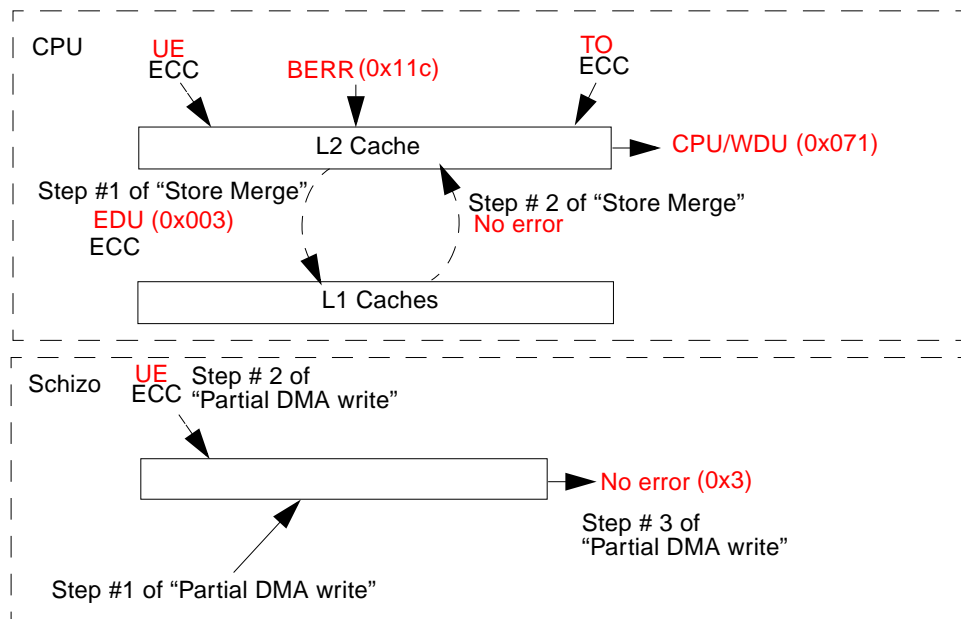 CPU
UE
ECC
BERR (0x11c)
TO
ECC
L2 Cache
CPU/WDU (0x071)
Step #1 of “Store Merge”
EDU (0x003)
ECC
Step # 2 of “Store Merge”
No error
L1 Caches
Schizo
UE
ECC
Step # 2 of
“Partial DMA write”
No error (0x3)
Step # 3 of
“Partial DMA write”
Step #1 of “Partial DMA write”